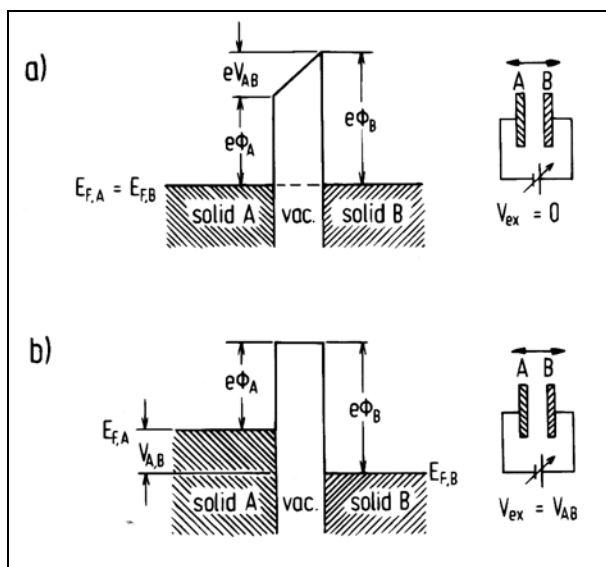 a)
eV_AB
eΦ_A
eΦ_B
E_F,A = E_F,B
solid A
vac.
solid B
A B
V_ex = 0
b)
eΦ_A
eΦ_B
E_F,A
V_A,B
E_F,B
solid A
vac.
solid B
A B
V_ex = V_AB